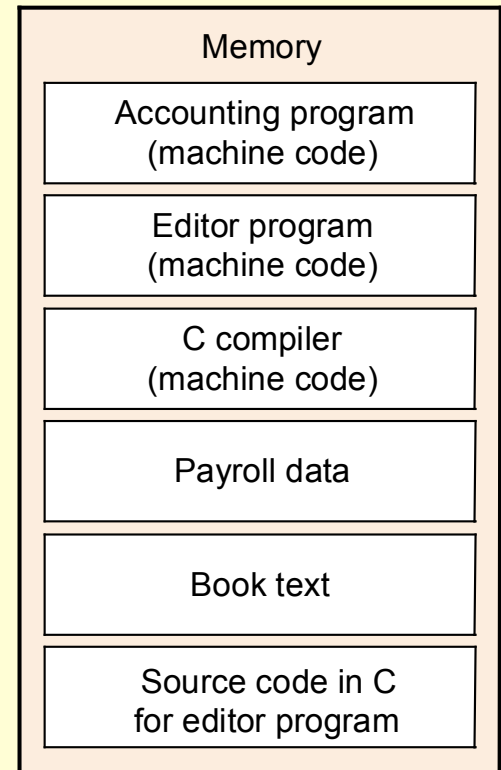 Memory
Accounting program
(machine code)
Editor program
(machine code)
C compiler
(machine code)
Payroll data
Book text
Source code in C
for editor program